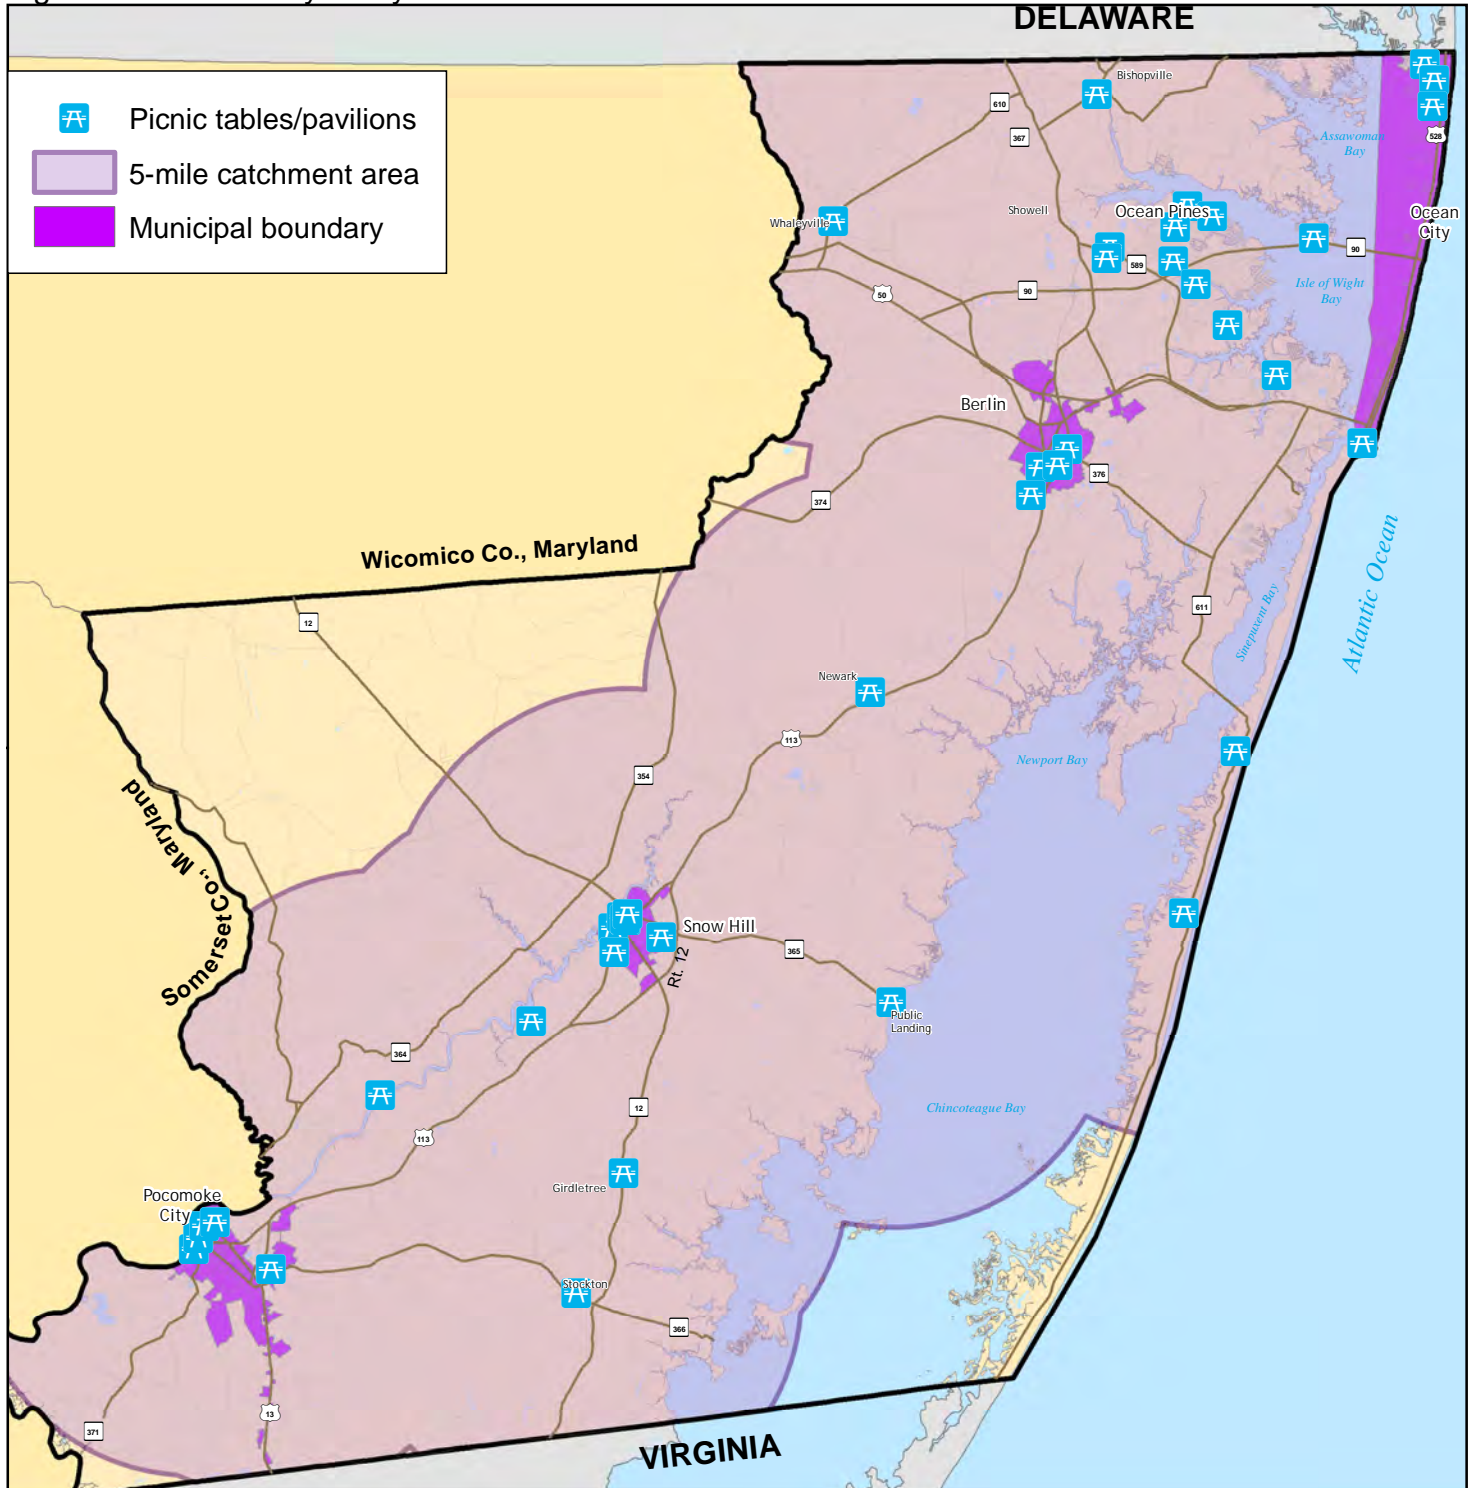 DELAWARE
Picnic tables/pavilions
5-mile catchment area
Municipal boundary
Bishopville
610
367
528
Assawoman
Bay
Whaleyville
Showell
Ocean Pines
Ocean
City
90
589
50
90
Isle of Wight
Bay
Berlin
376
374
Atlantic Ocean
Wicomico Co., Maryland
12
611
Sinepuxent Bay
Newark
113
Newport Bay
354
Somerset Co., Maryland
Snow Hill
365
Rt. 12
Public
Landing
364
12
Chincoteague Bay
113
Girdletree
Pocomoke
City
Stockton
366
13
371
VIRGINIA